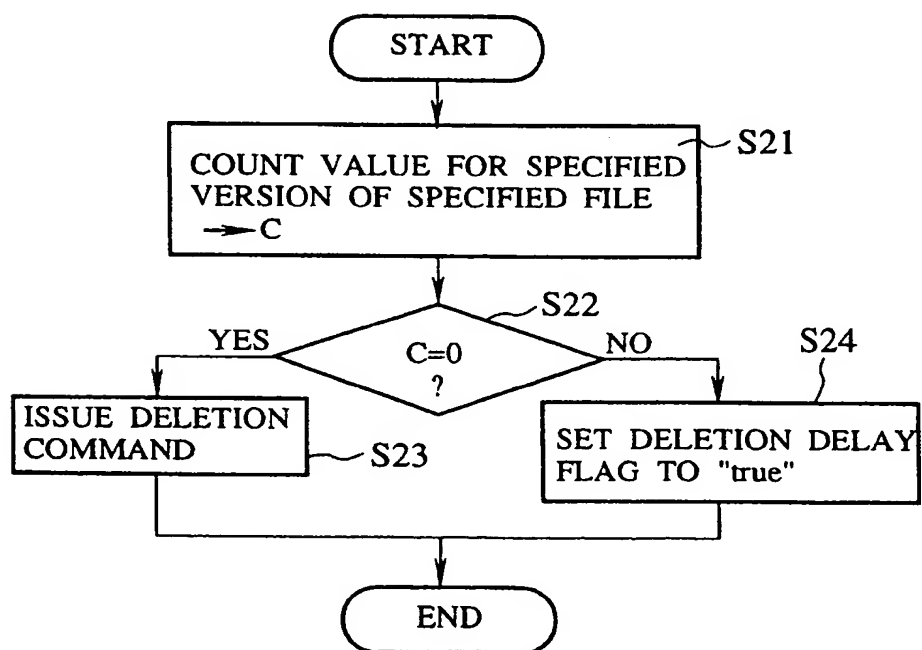 START
S21
COUNT VALUE FOR SPECIFIED
VERSION OF SPECIFIED FILE
→ C
S22
YES
C=0
?
NO
S24
ISSUE DELETION
COMMAND
S23
SET DELETION DELAY
FLAG TO "true"
END